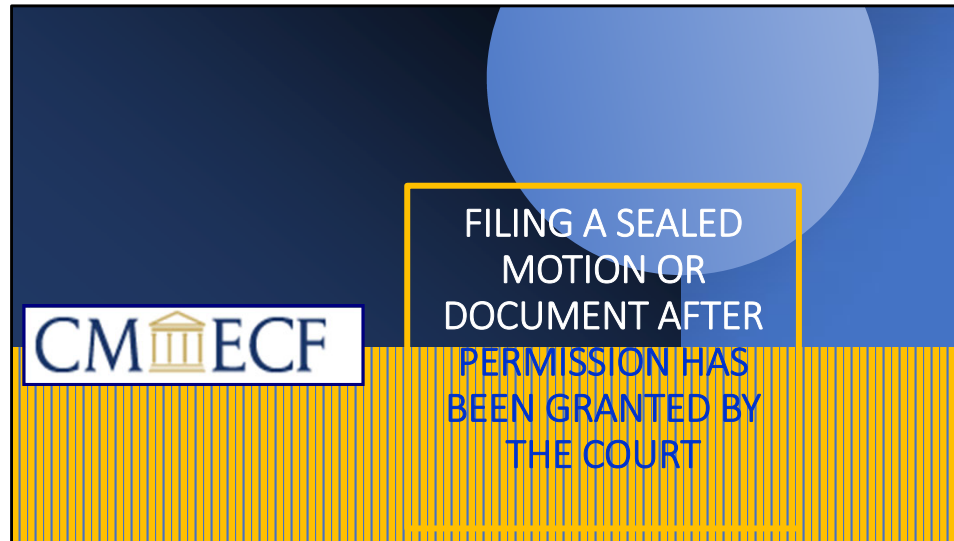 FILING A SEALED
MOTION OR
DOCUMENT AFTER
PERMISSION HAS
BEEN GRANTED BY
THE COURT
CM ECF